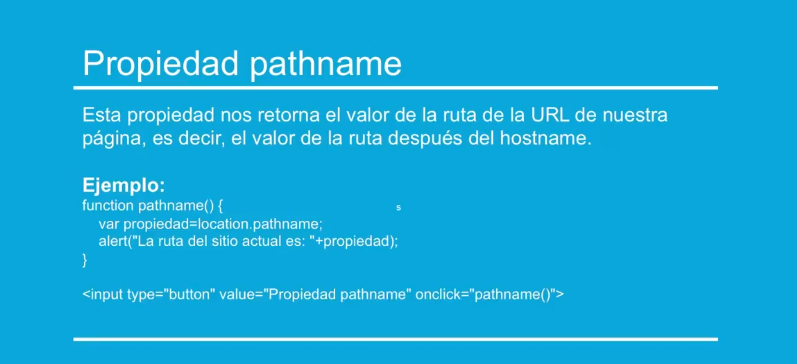 Propiedad pathname
Esta propiedad nos retorna el valor de la ruta de la URL de nuestra
página, es decir, el valor de la ruta después del hostname.
Ejemplo:
function pathname() {
s
var propiedad=location.pathname;
alert("La ruta del sitio actual es: "+propiedad);
}
<input type="button" value="Propiedad pathname" onclick="pathname()">